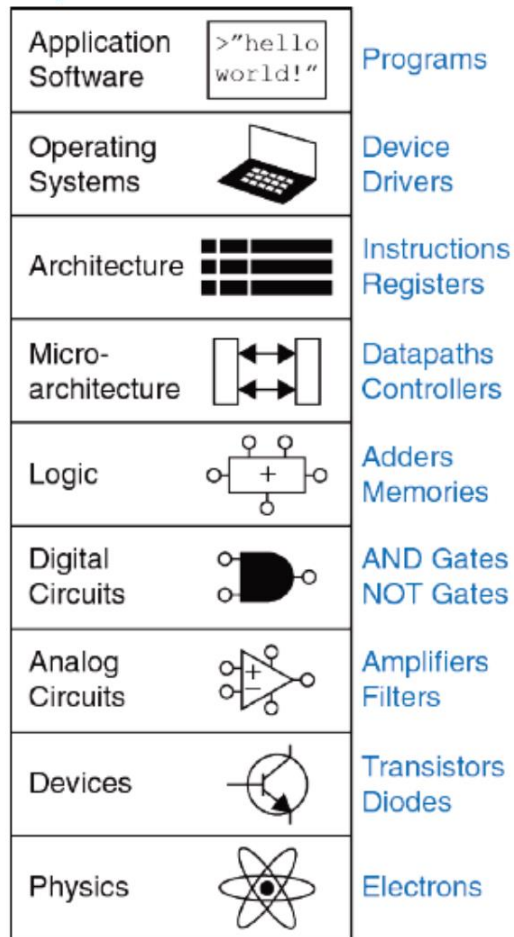 Application
Software
>"hello
world!"
Programs
Operating
Systems
Device
Drivers
Architecture
Instructions
Registers
Micro-
architecture
Datapaths
Controllers
Logic
+
Adders
Memories
Digital
Circuits
AND Gates
NOT Gates
Analog
Circuits
+
−
Amplifiers
Filters
Devices
Transistors
Diodes
Physics
Electrons